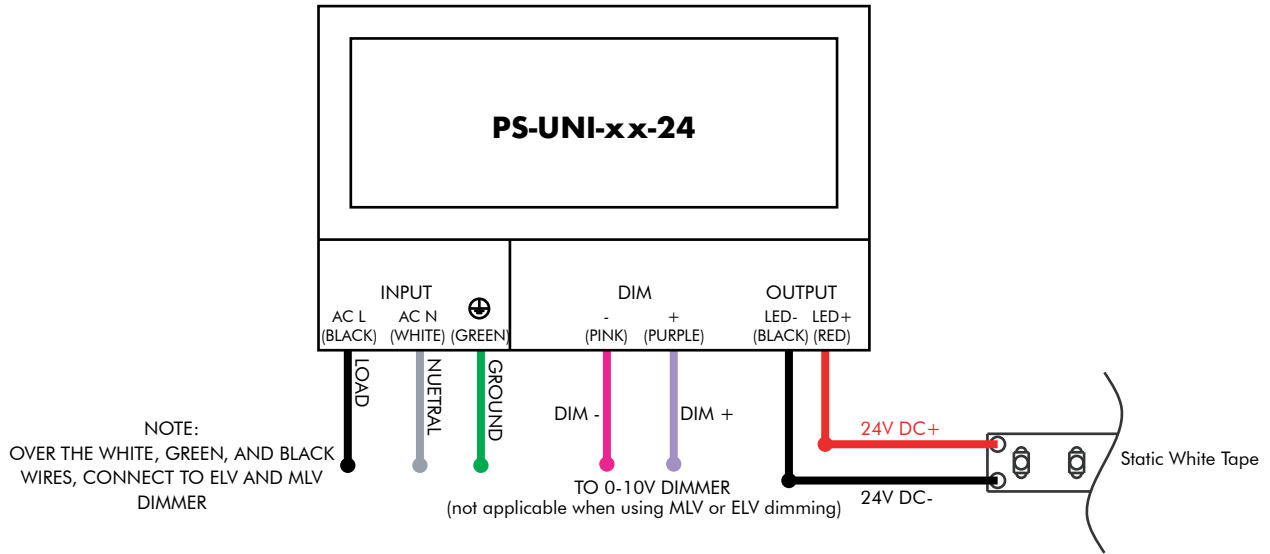 PS-UNI-xx-24
INPUT
DIM
OUTPUT
AC L
(BLACK)
AC N
(WHITE)
(GREEN)
-
(PINK)
+
(PURPLE)
LED-
(BLACK)
LED+
(RED)
LOAD
NUETRAL
GROUND
DIM -
DIM +
24V DC+
24V DC-
Static White Tape
NOTE:
OVER THE WHITE, GREEN, AND BLACK
WIRES, CONNECT TO ELV AND MLV
DIMMER
TO 0-10V DIMMER
(not applicable when using MLV or ELV dimming)